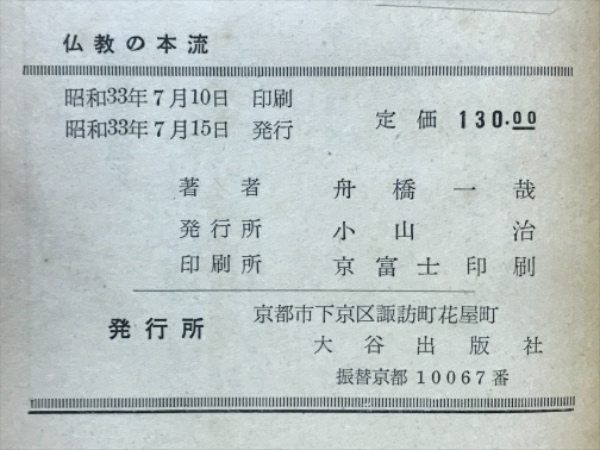 仏教の本流
昭和33年7月10日 印刷
昭和33年7月15日 発行
定価 130.00
著者 舟橋一哉
発行所 小山治
印刷所 京富士印刷
発行所
京都市下京区諏訪町花屋町
大谷出版社
振替京都10067番